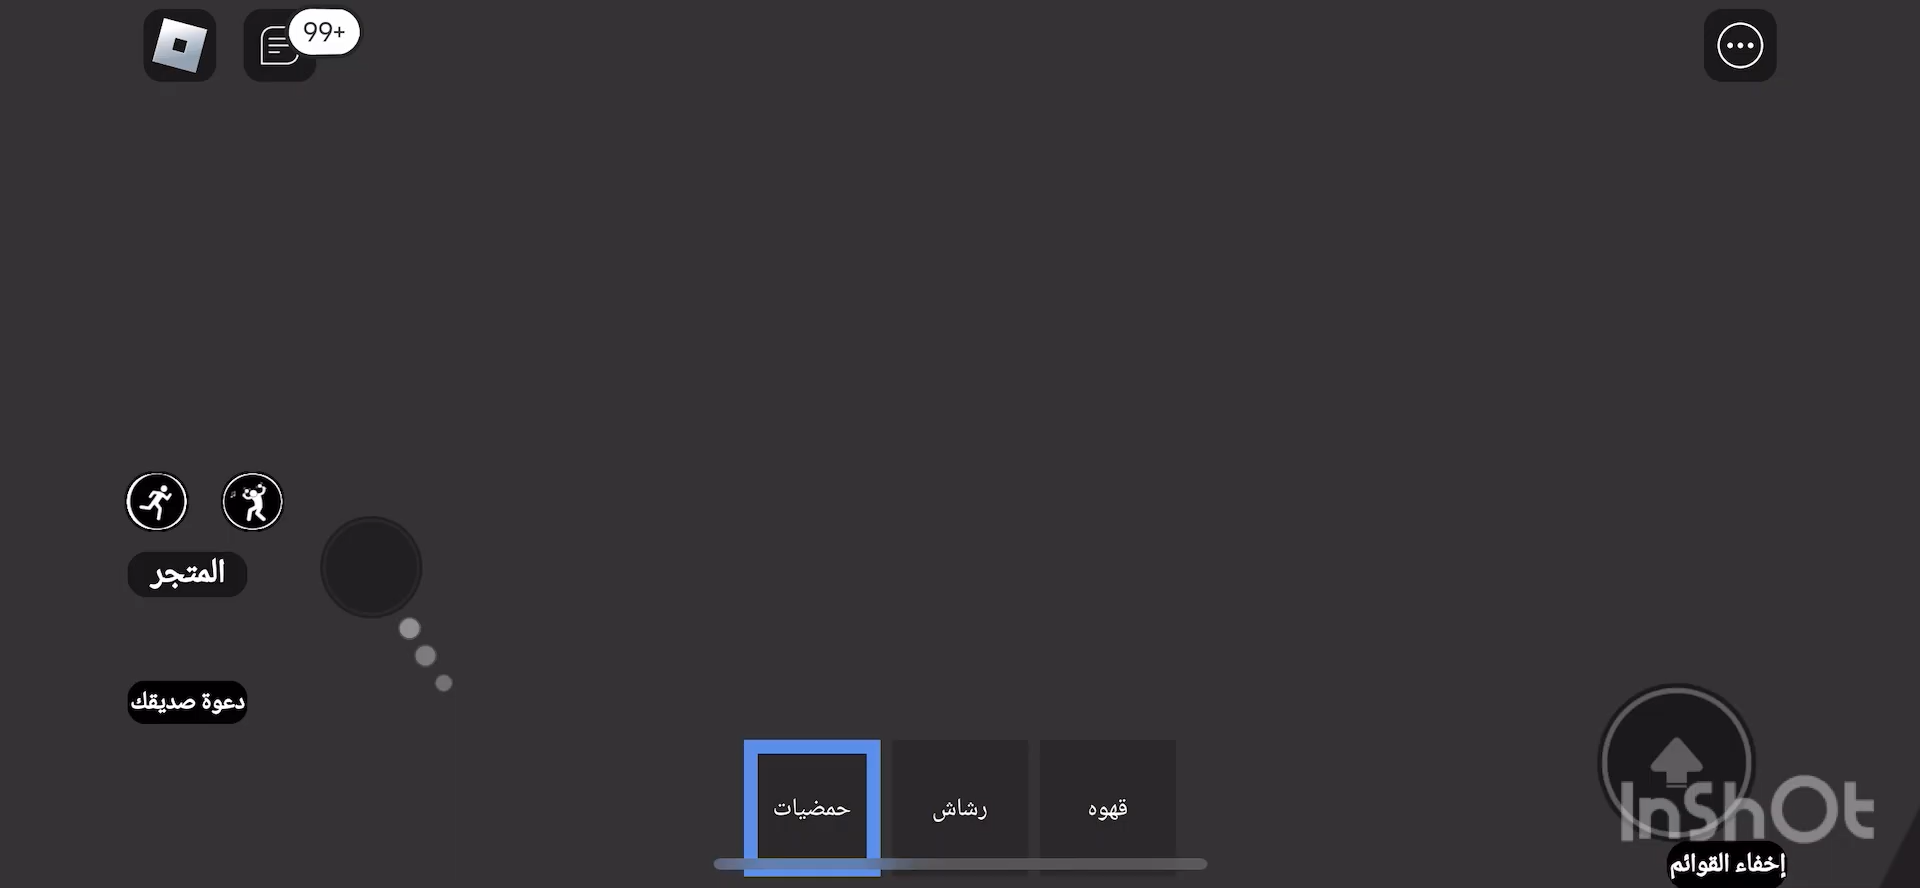 99+
المتجر
دعوة صديقك
حمضيات
رشاش
قهوه
InShOt
إخفاء القوائم